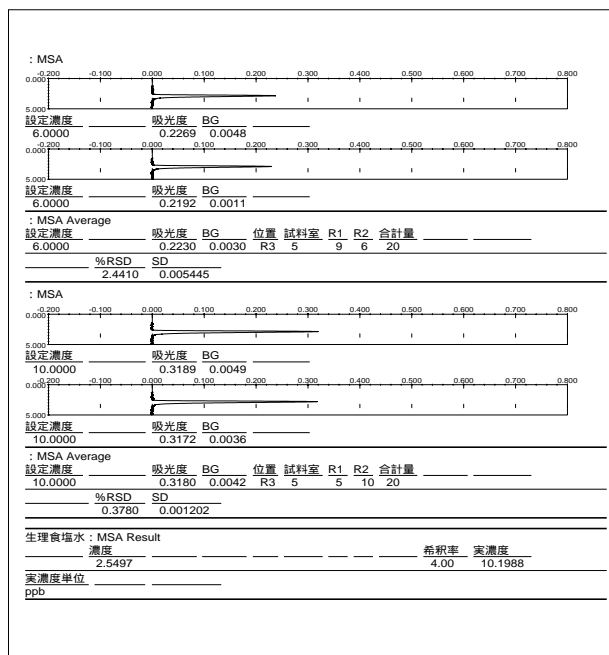 : MSA
-0.200 -0.100 0.000 0.100 0.200 0.300 0.400 0.500 0.600 0.700 0.800
0.000
5.000
設定濃度 吸光度 BG
6.0000 0.2269 0.0048
-0.200 -0.100 0.000 0.100 0.200 0.300 0.400 0.500 0.600 0.700 0.800
0.000
5.000
設定濃度 吸光度 BG
6.0000 0.2192 0.0011
: MSA Average
設定濃度 吸光度 BG 位置 試料室 R1 R2 合計量
6.0000 0.2230 0.0030 R3 5 9 6 20
%RSD SD
2.4410 0.005445
: MSA
-0.200 -0.100 0.000 0.100 0.200 0.300 0.400 0.500 0.600 0.700 0.800
0.000
5.000
設定濃度 吸光度 BG
10.0000 0.3189 0.0049
-0.200 -0.100 0.000 0.100 0.200 0.300 0.400 0.500 0.600 0.700 0.800
0.000
5.000
設定濃度 吸光度 BG
10.0000 0.3172 0.0036
: MSA Average
設定濃度 吸光度 BG 位置 試料室 R1 R2 合計量
10.0000 0.3180 0.0042 R3 5 5 10 20
%RSD SD
0.3780 0.001202
生理食塩水 : MSA Result
濃度 希釈率 実濃度
2.5497 4.00 10.1988
実濃度単位
ppb